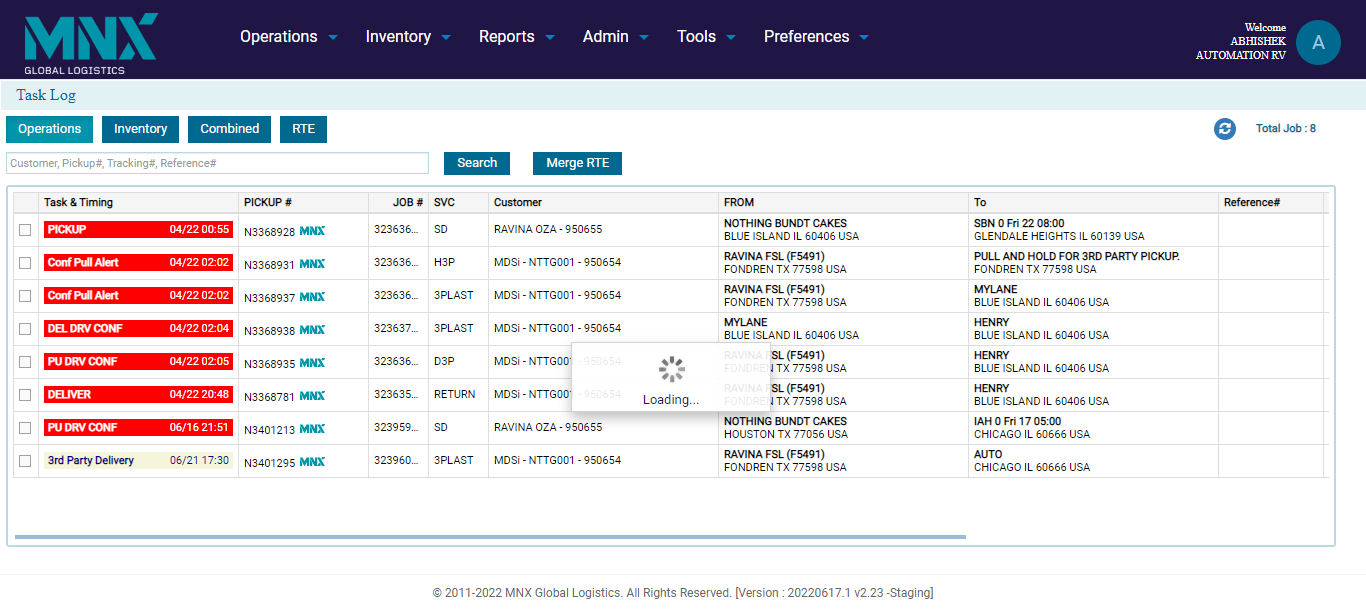 MNX
GLOBAL LOGISTICS
Operations Inventory Reports Admin Tools Preferences
Welcome
ABHISHEK
AUTOMATION RV
A
Task Log
Operations Inventory Combined RTE
Total Job : 8
Customer, Pickup#, Tracking#, Reference# Search Merge RTE
Task & Timing PICKUP # JOB # SVC Customer FROM To Reference#
PICKUP 04/22 00:55 N3368928 MNX 323636... SD RAVINA OZA - 950655 NOTHING BUNDT CAKES SBN 0 Fri 22 08:00
BLUE ISLAND IL 60406 USA GLENDALE HEIGHTS IL 60139 USA
Conf Pull Alert 04/22 02:02 N3368931 MNX 323636... H3P MDSi - NTTG001 - 950654 RAVINA FSL (F5491) PULL AND HOLD FOR 3RD PARTY PICKUP.
FONDREN TX 77598 USA FONDREN TX 77598 USA
Conf Pull Alert 04/22 02:02 N3368937 MNX 323636... 3PLAST MDSi - NTTG001 - 950654 RAVINA FSL (F5491) MYLANE
FONDREN TX 77598 USA BLUE ISLAND IL 60406 USA
DEL DRV CONF 04/22 02:04 N3368938 MNX 323637... 3PLAST MDSi - NTTG001 - 950654 MYLANE HENRY
BLUE ISLAND IL 60406 USA BLUE ISLAND IL 60406 USA
PU DRV CONF 04/22 02:05 N3368935 MNX 323636... D3P MDSi - NTTG001 - 950654 RAVINA FSL (F5491) HENRY
FONDREN TX 77598 USA BLUE ISLAND IL 60406 USA
DELIVER 04/22 20:48 N3368781 MNX 323635... RETURN MDSi - NTTG001 - 950654 RAVINA FSL (F5491) HENRY
FONDREN TX 77598 USA BLUE ISLAND IL 60406 USA
Loading...
PU DRV CONF 06/16 21:51 N3401213 MNX 323959... SD RAVINA OZA - 950655 NOTHING BUNDT CAKES IAH 0 Fri 17 05:00
HOUSTON TX 77056 USA CHICAGO IL 60666 USA
3rd Party Delivery 06/21 17:30 N3401295 MNX 323960... 3PLAST MDSi - NTTG001 - 950654 RAVINA FSL (F5491) AUTO
FONDREN TX 77598 USA CHICAGO IL 60666 USA
© 2011-2022 MNX Global Logistics. All Rights Reserved. [Version : 20220617.1 v2.23 -Staging]